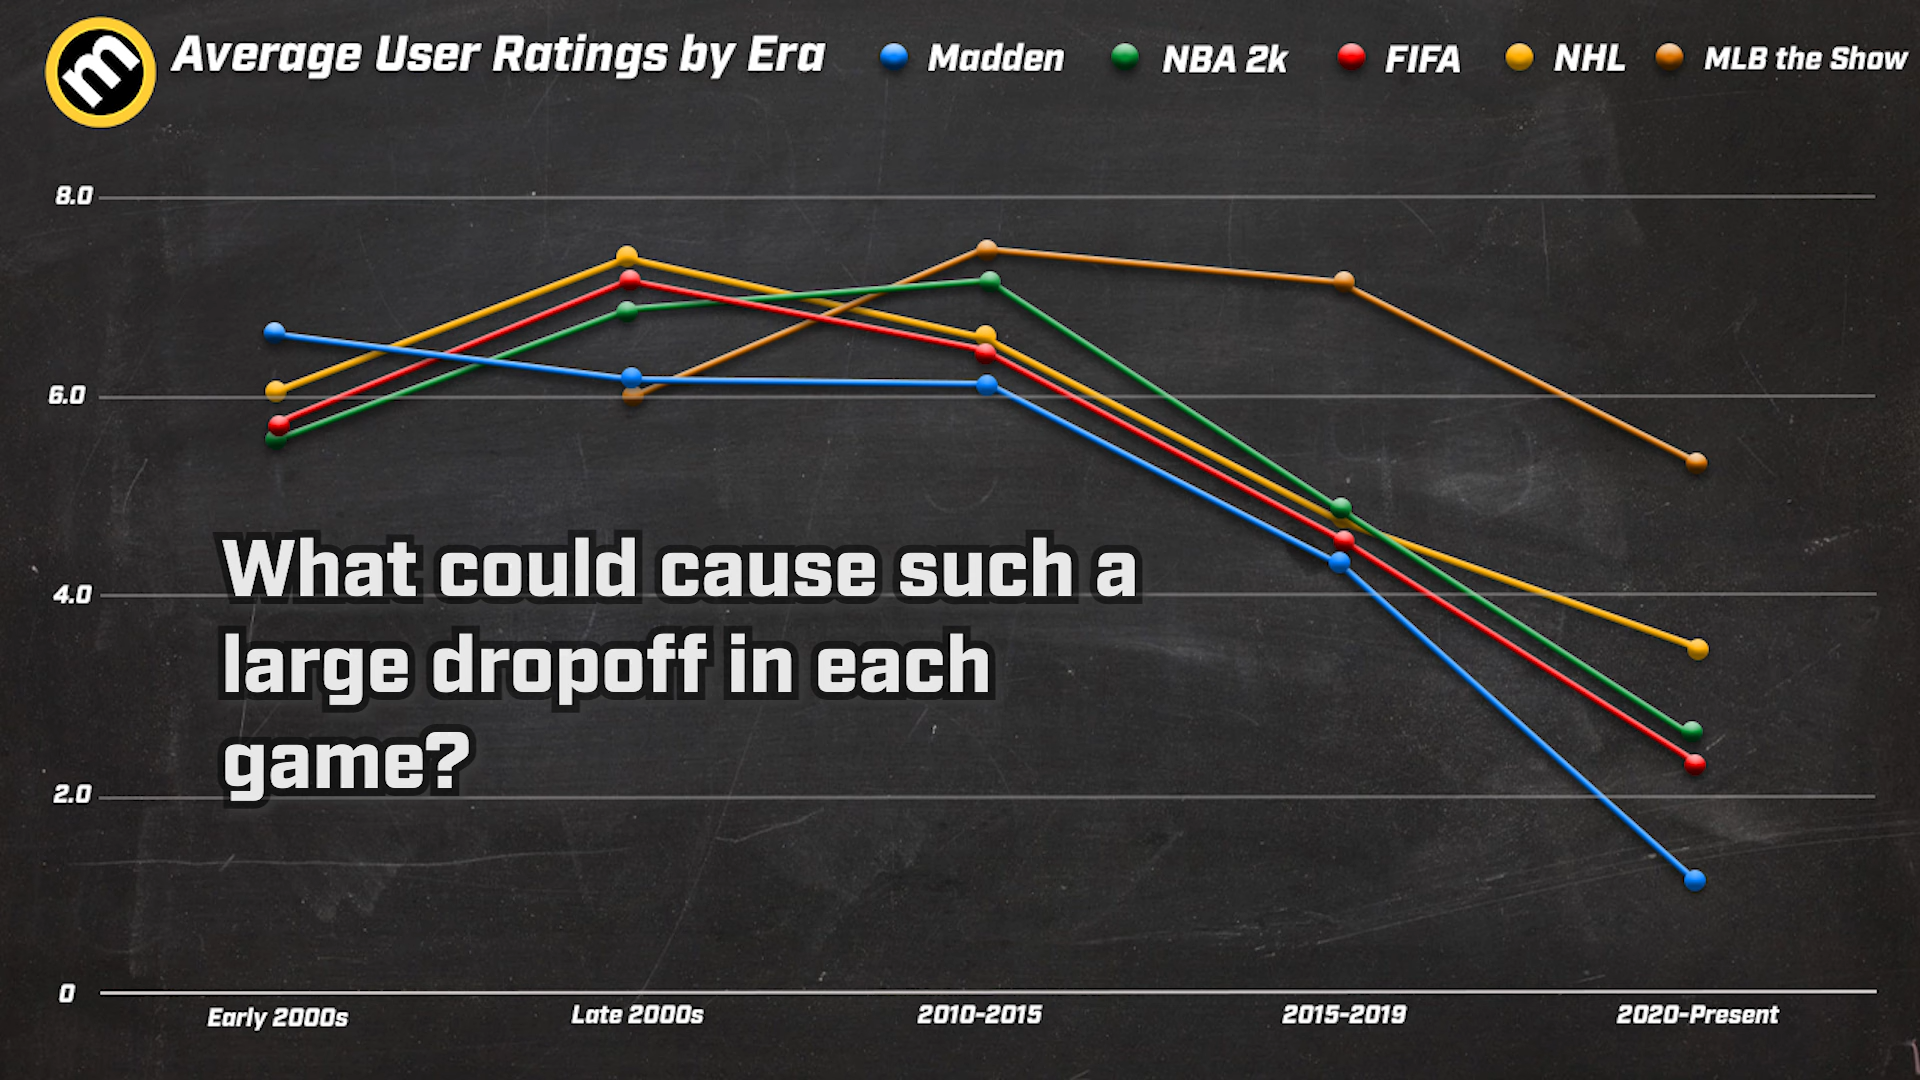 m Average User Ratings by Era Madden NBA 2k FIFA NHL MLB the Show
8.0
6.0
What could cause such a
4.0
large dropoff in each
game?
2.0
0
Early 2000s Late 2000s 2010-2015 2015-2019 2020-Present